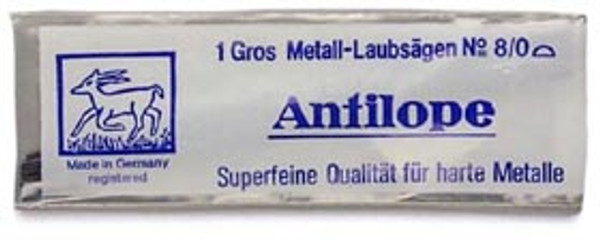 1 Gros Metall-Laubsägen Nº 8/0
Antilope
Made in Germany
registered
Superfeine Qualität für harte Metalle